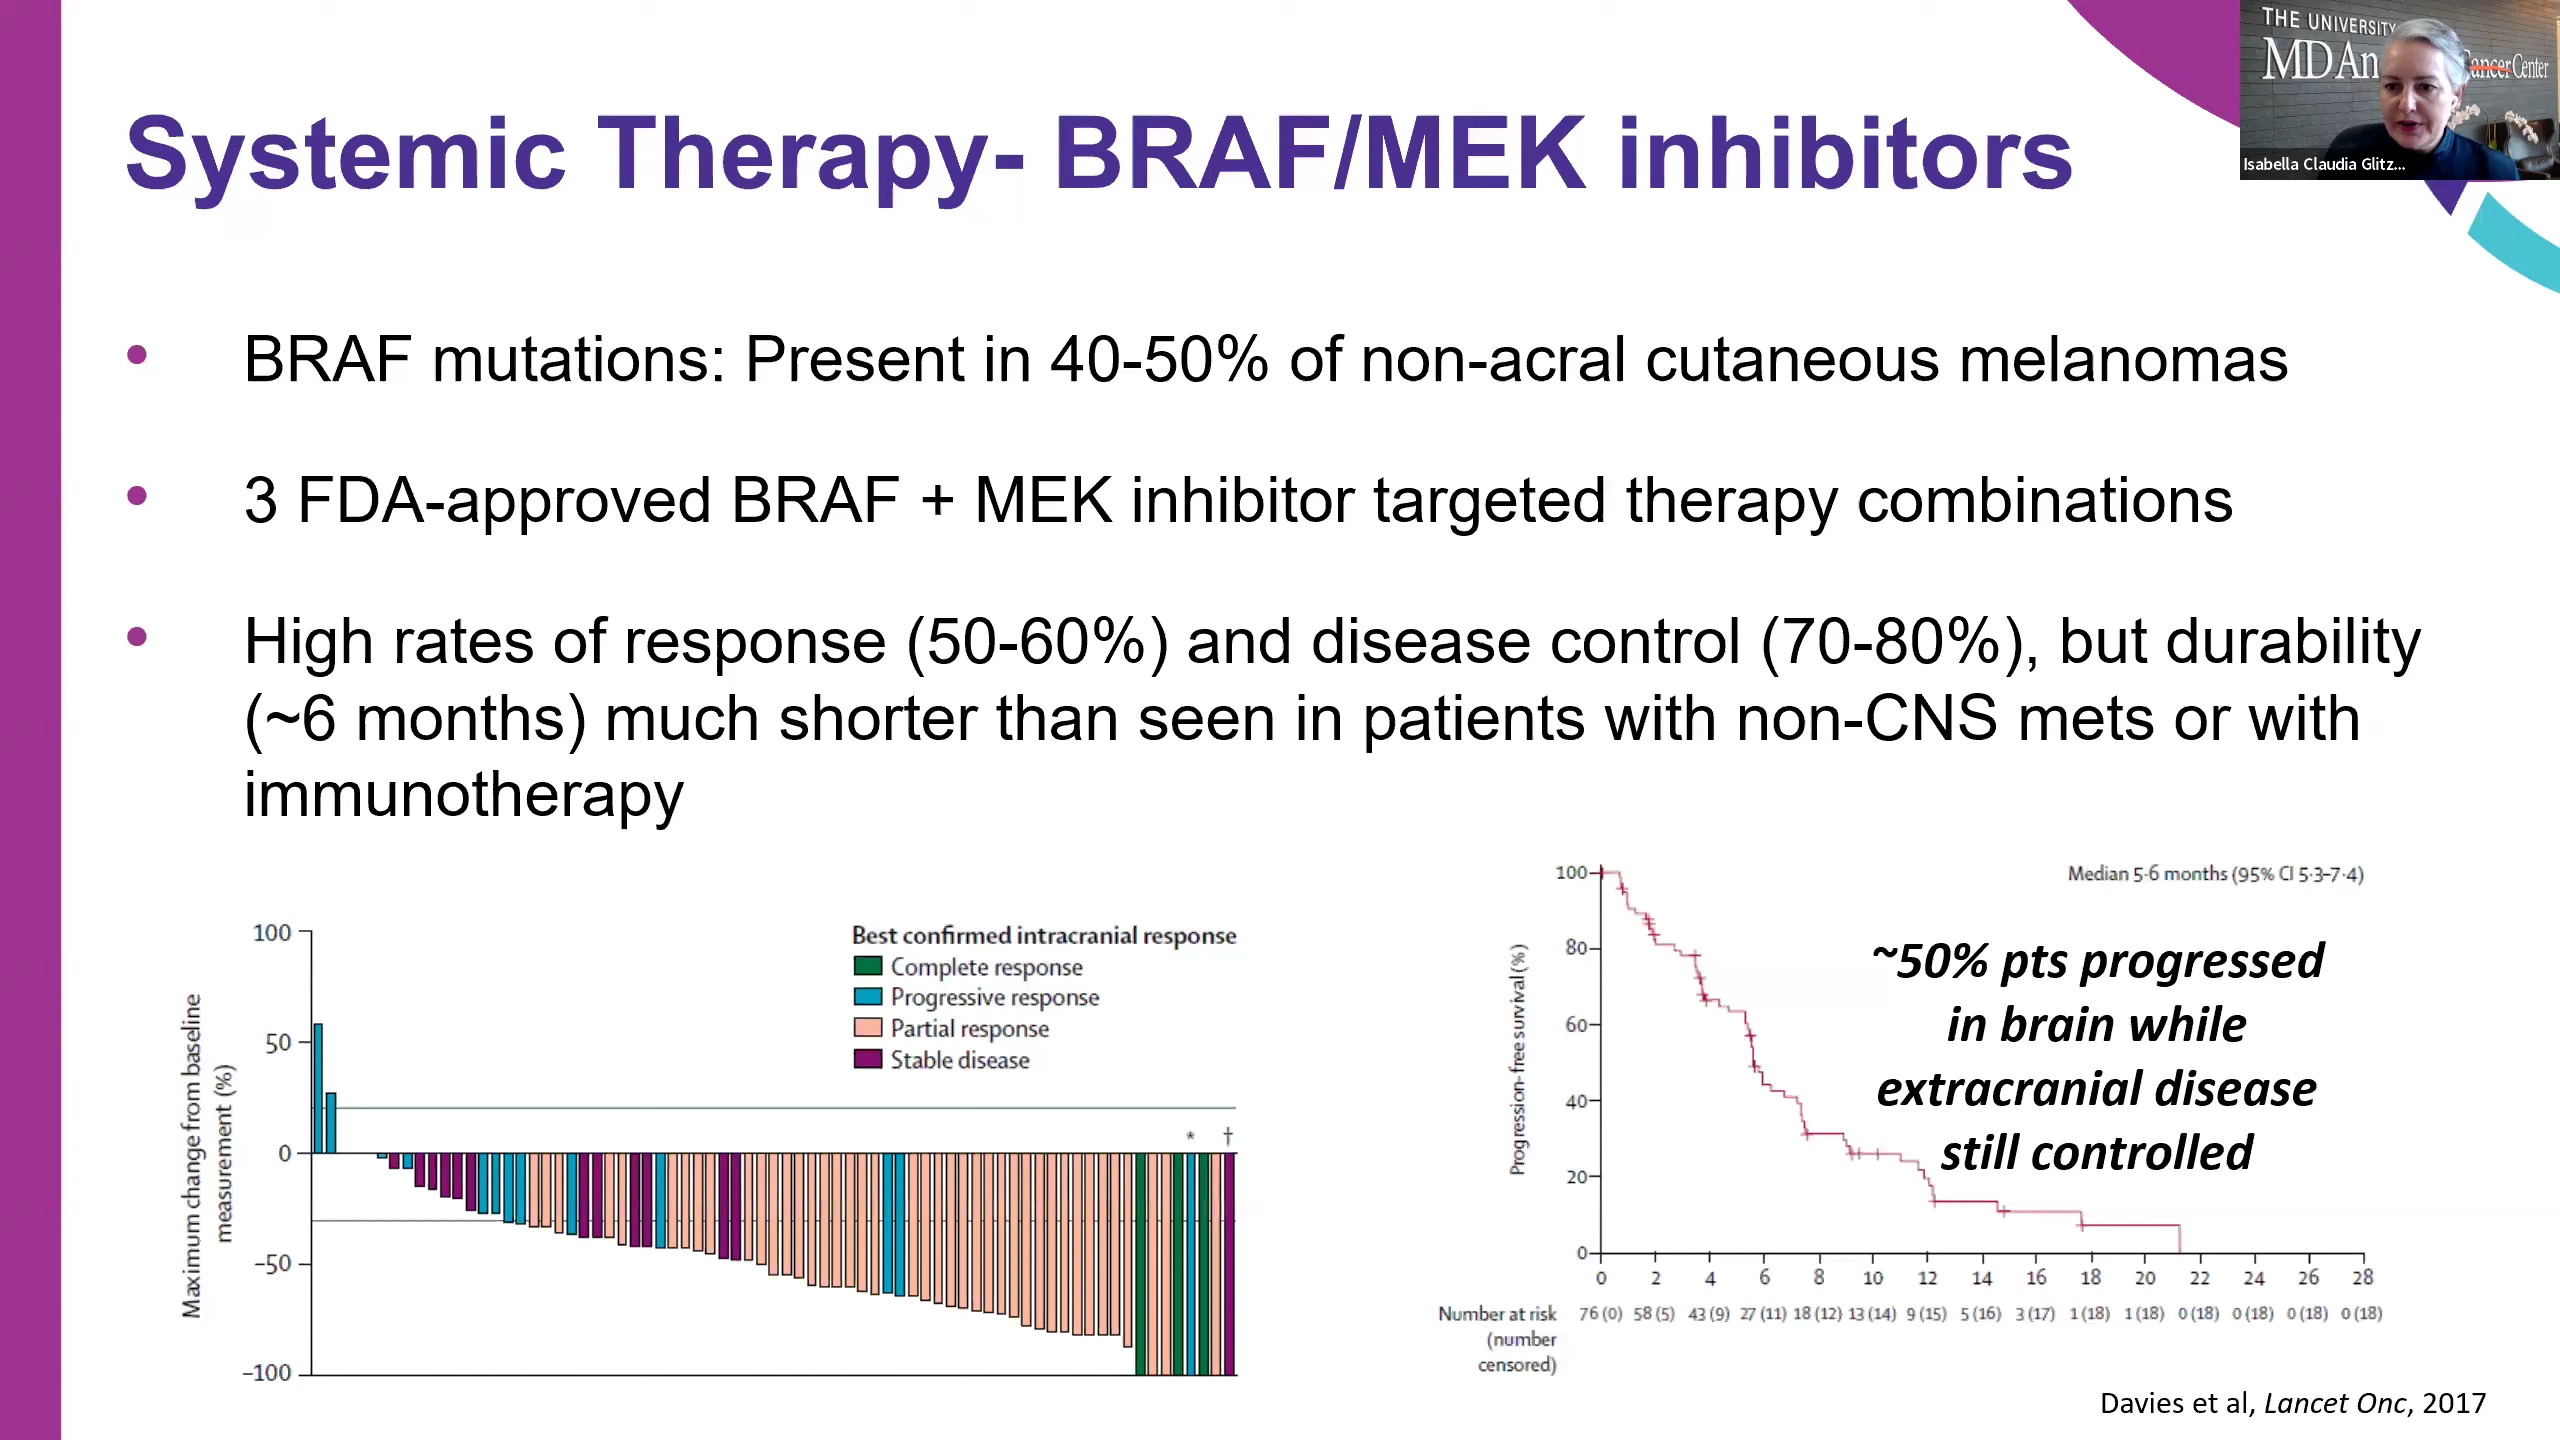 THE UNIVERSITY
MD An
ancer Center
Isabella Claudia Glitz...
Systemic Therapy- BRAF/MEK inhibitors
• BRAF mutations: Present in 40-50% of non-acral cutaneous melanomas
• 3 FDA-approved BRAF + MEK inhibitor targeted therapy combinations
• High rates of response (50-60%) and disease control (70-80%), but durability
(~6 months) much shorter than seen in patients with non-CNS mets or with
immunotherapy
Maximum change from baseline
measurement (%)
100
50
0
–50
–100
Best confirmed intracranial response
Complete response
Progressive response
Partial response
Stable disease
* †
Progression-free survival (%)
100
80
60
40
20
0
Median 5·6 months (95% CI 5·3–7·4)
~50% pts progressed
in brain while
extracranial disease
still controlled
0 2 4 6 8 10 12 14 16 18 20 22 24 26 28
Number at risk 76 (0) 58 (5) 43 (9) 27 (11) 18 (12) 13 (14) 9 (15) 5 (16) 3 (17) 1 (18) 1 (18) 0 (18) 0 (18) 0 (18) 0 (18)
(number
censored)
Davies et al, Lancet Onc, 2017